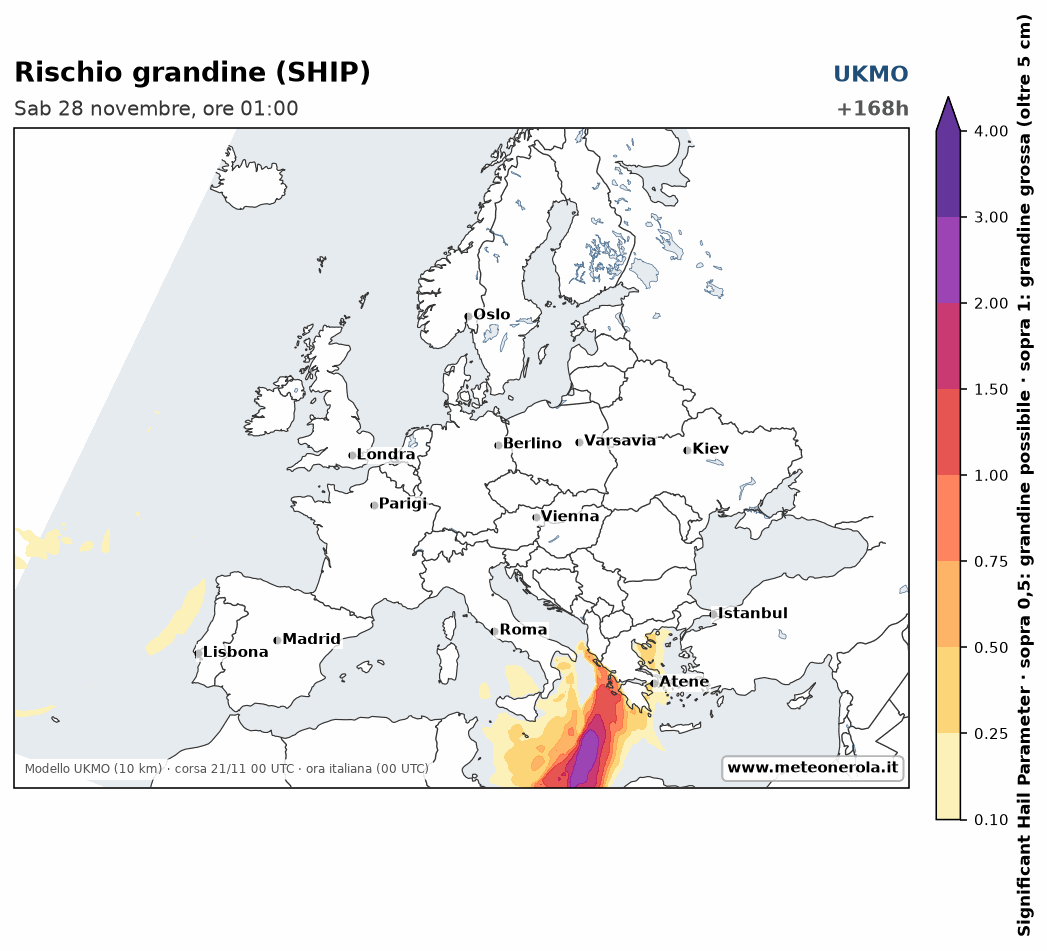 Rischio grandine (SHIP)
UKMO
Sab 28 novembre, ore 01:00
+168h
Oslo
Berlino
Varsavia
Kiev
Londra
Parigi
Vienna
Istanbul
Roma
Madrid
Lisbona
Atene
Modello UKMO (10 km) · corsa 21/11 00 UTC · ora italiana (00 UTC)
www.meteonerola.it
4.00
3.00
2.00
1.50
1.00
0.75
0.50
0.25
0.10
Significant Hail Parameter · sopra 0,5: grandine possibile · sopra 1: grandine grossa (oltre 5 cm)